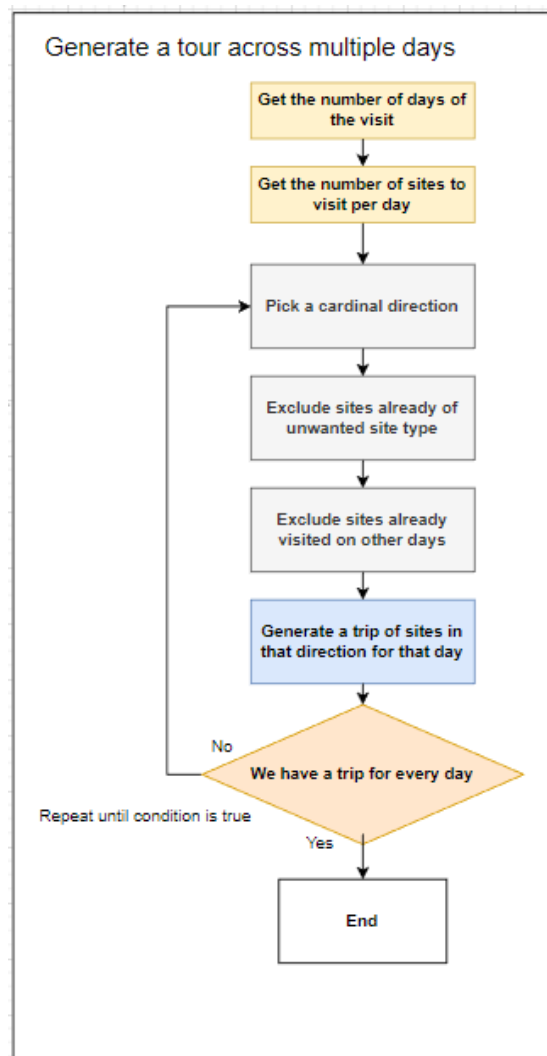 Generate a tour across multiple days
Get the number of days of
the visit
Get the number of sites to
visit per day
Pick a cardinal direction
Exclude sites already of
unwanted site type
Exclude sites already
visited on other days
Generate a trip of sites in
that direction for that day
No
We have a trip for every day
Repeat until condition is true
Yes
End